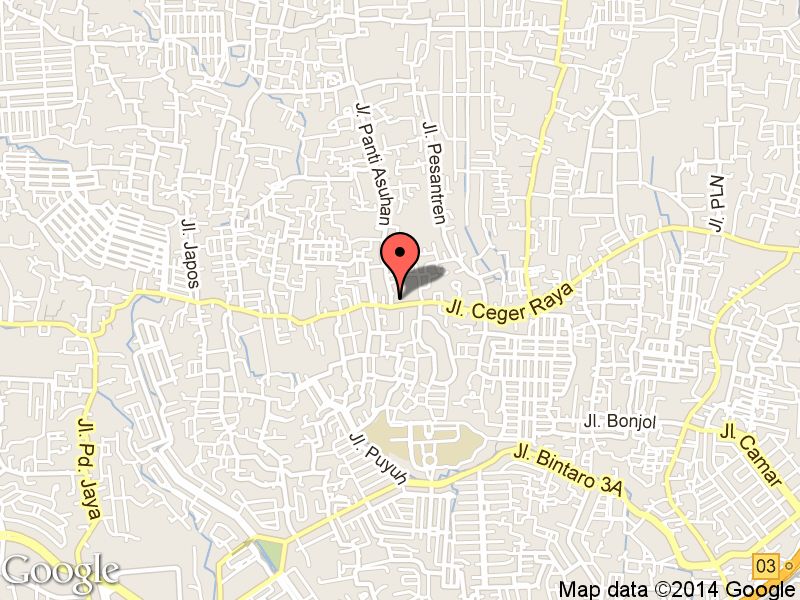 Jl. Panti Asuhan
Jl. Pesantren
Jl. PLN
Jl. Japos
Jl. Ceger Raya
Jl. Pd. Jaya
Jl. Puyuh
Jl. Bonjol
Jl. Camar
Jl. Bintaro 3A
03
Google
Map data ©2014 Google